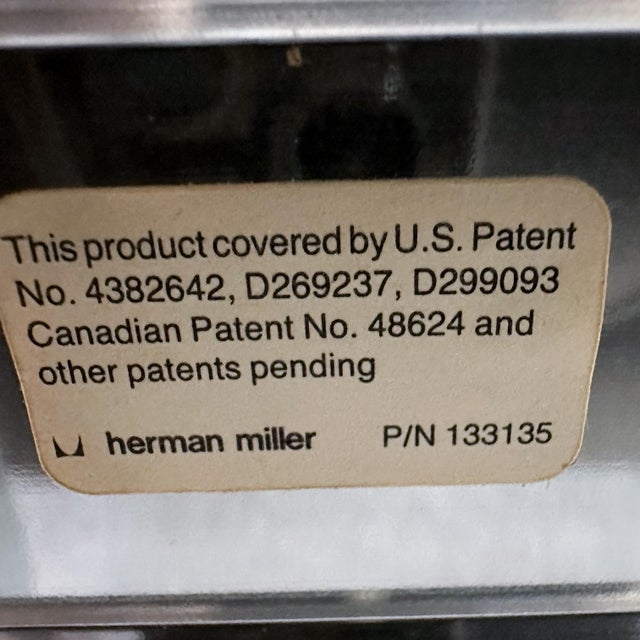 This product covered by U.S. Patent
No. 4382642, D269237, D299093
Canadian Patent No. 48624 and
other patents pending
herman miller P/N 133135